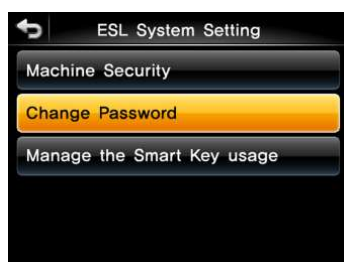 ESL System Setting
Machine Security
Change Password
Manage the Smart Key usage